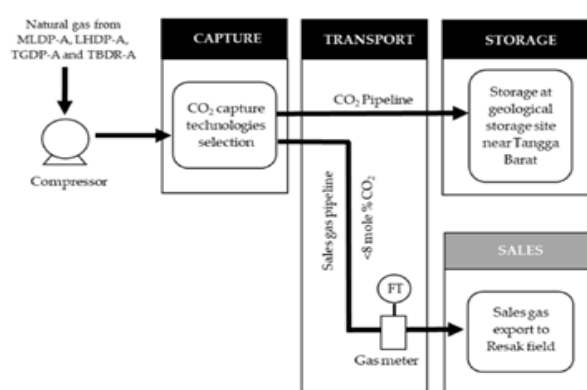 Natural gas from
MLDP-A, LHDP-A,
TGDP-A and TBDR-A
Compressor
CAPTURE
CO₂ capture
technologies
selection
TRANSPORT
CO₂ Pipeline
Sales gas pipeline
<8 mole % CO₂
FT
Gas meter
STORAGE
Storage at
geological
storage site
near Tangga
Barat
SALES
Sales gas
export to
Resak field